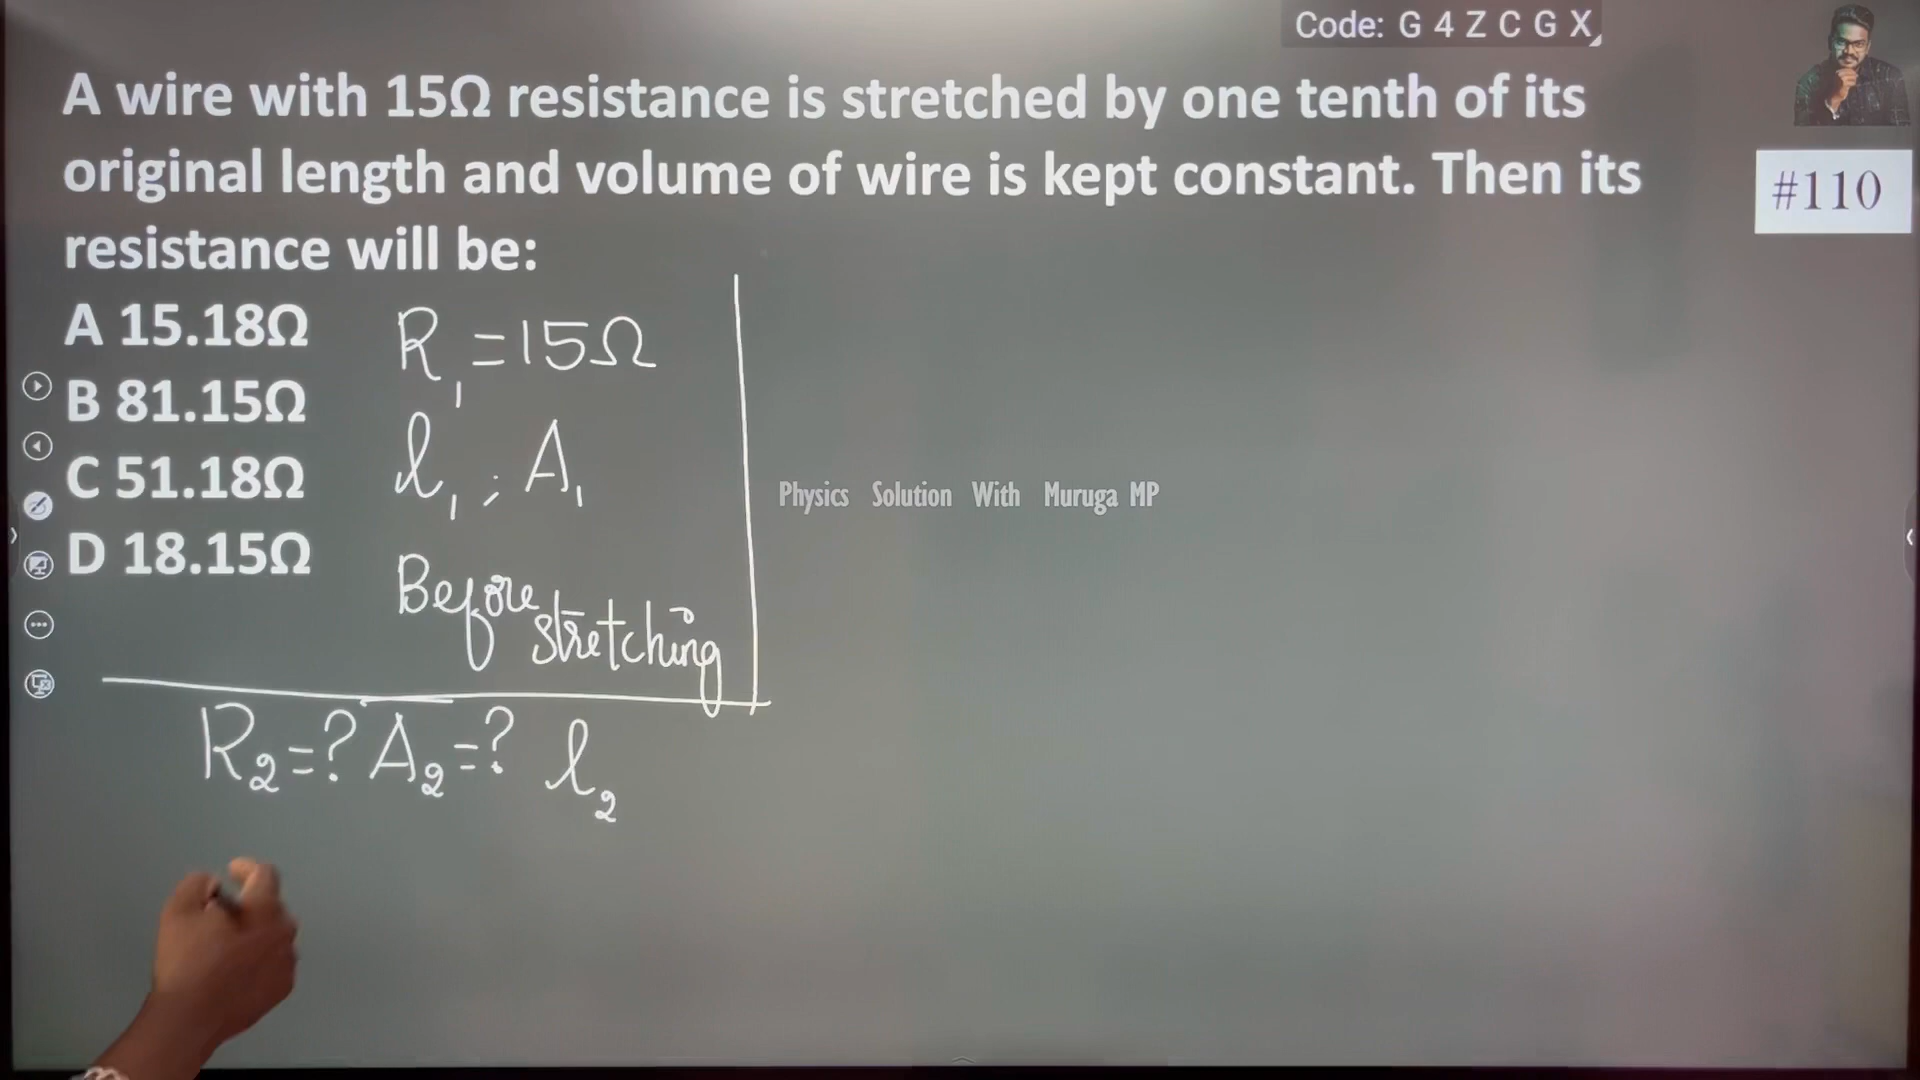 Code: G 4 Z C G X
A wire with 15Ω resistance is stretched by one tenth of its
original length and volume of wire is kept constant. Then its
resistance will be:
#110
A 15.18Ω
B 81.15Ω
C 51.18Ω
D 18.15Ω
R₁ = 15Ω
l₁ ; A₁
Before
stretching
Physics Solution With Muruga MP
R₂=? A₂=? l₂